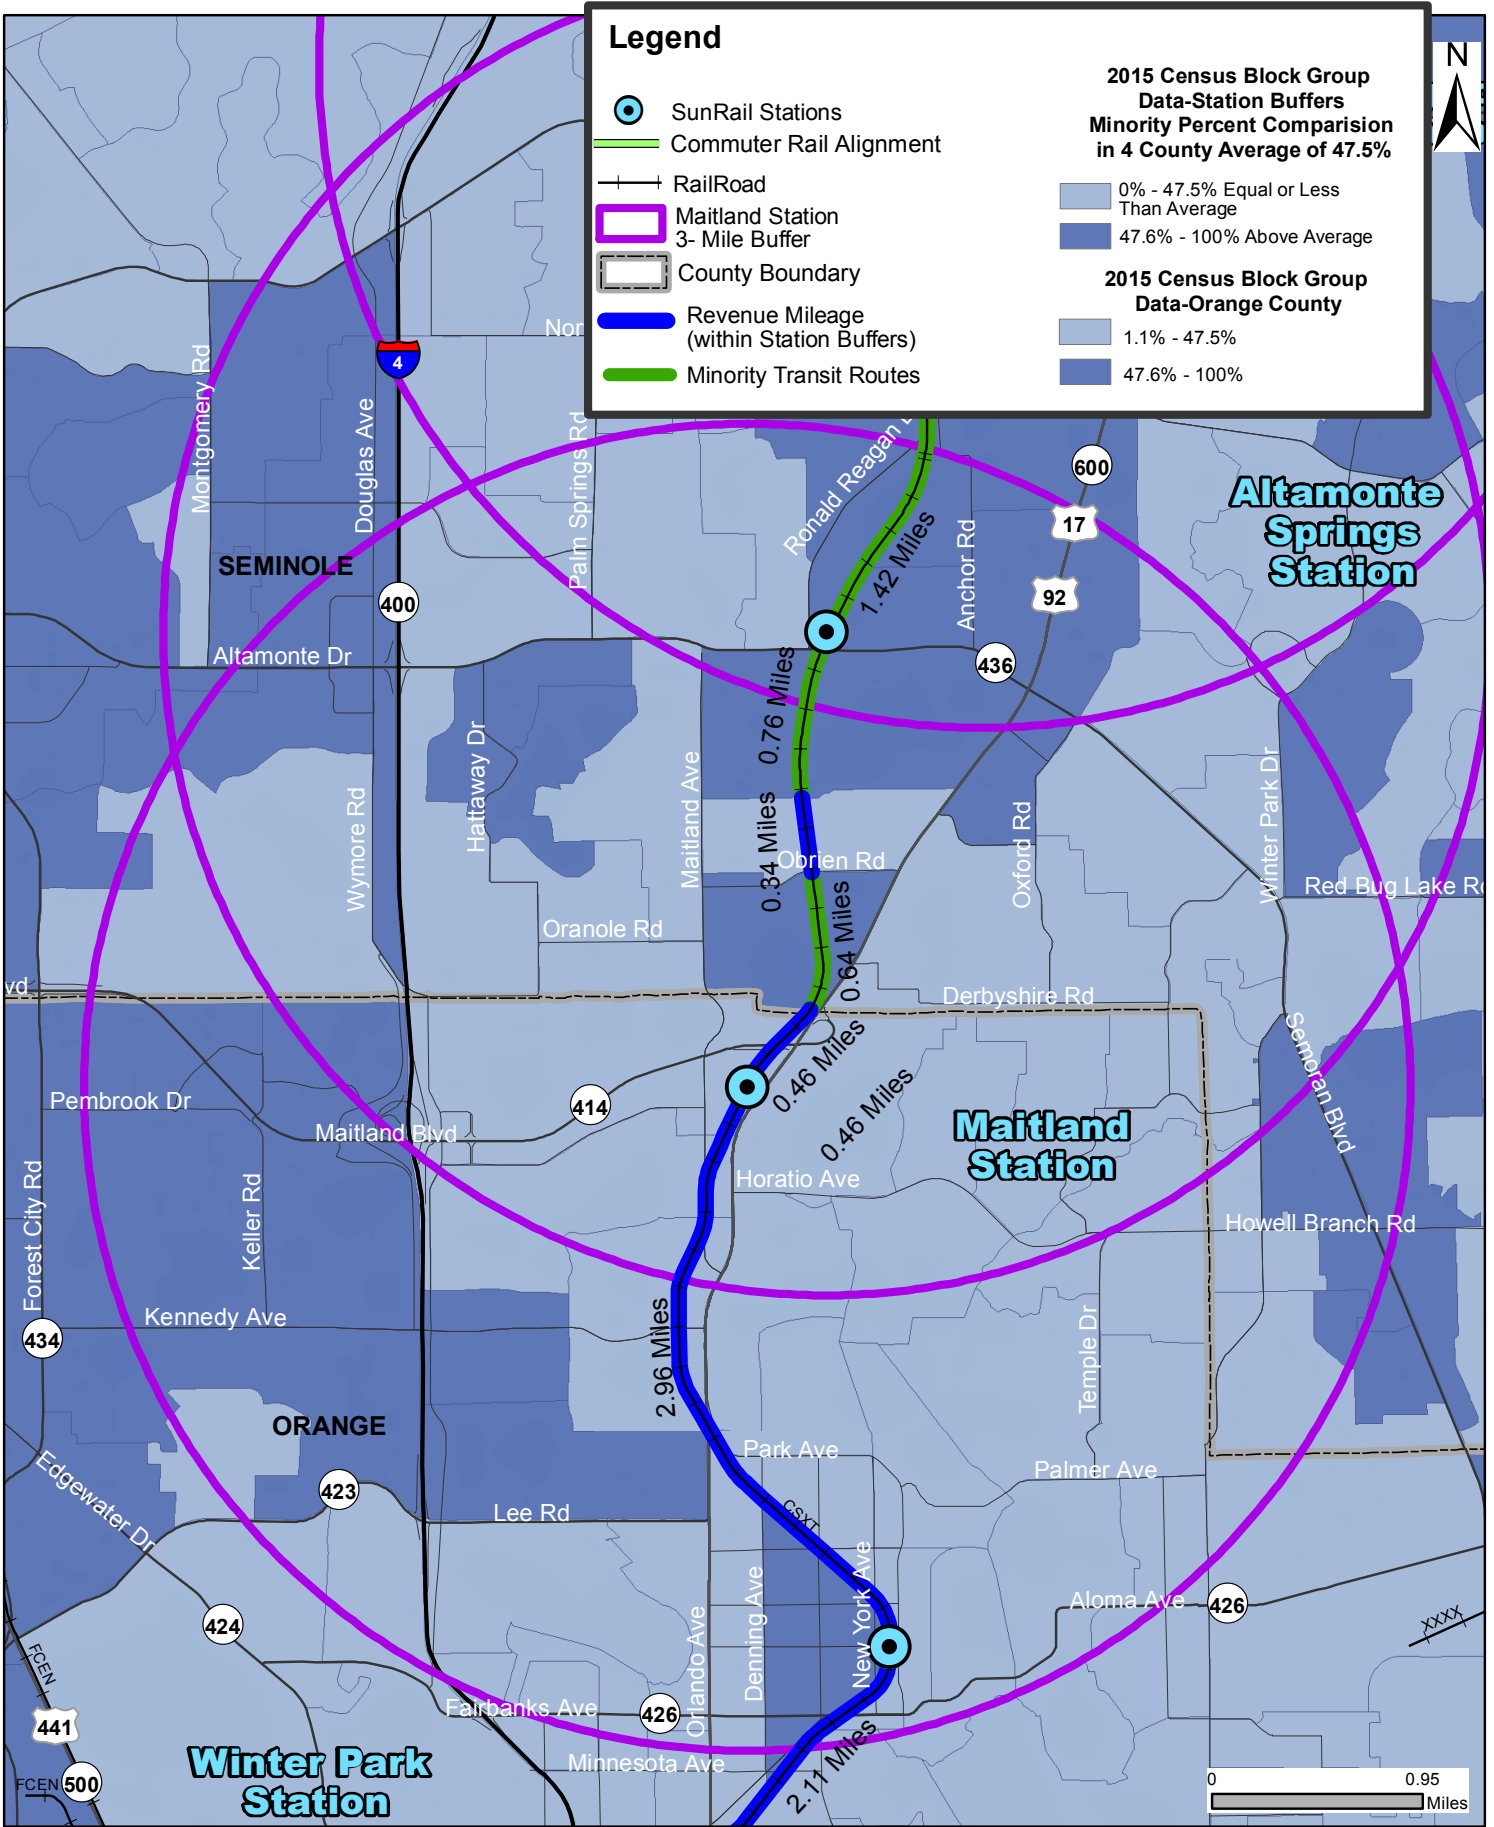 Legend
SunRail Stations
Commuter Rail Alignment
RailRoad
Maitland Station
3- Mile Buffer
County Boundary
Revenue Mileage
(within Station Buffers)
Minority Transit Routes
2015 Census Block Group
Data-Station Buffers
Minority Percent Comparision
in 4 County Average of 47.5%
0% - 47.5% Equal or Less
Than Average
47.6% - 100% Above Average
2015 Census Block Group
Data-Orange County
1.1% - 47.5%
47.6% - 100%
N
Nor
4
Montgomery Rd
Douglas Ave
Palm Springs Rd
Ronald Reagan
600
17
92
Altamonte
Springs
Station
1.42 Miles
Anchor Rd
SEMINOLE
400
Altamonte Dr
436
0.76 Miles
Hattaway Dr
Maitland Ave
Wymore Rd
0.34 Miles
Obrien Rd
Oxford Rd
Winter Park Dr
Red Bug Lake Rd
Oranole Rd
0.64 Miles
vd
Derbyshire Rd
Semoran Blvd
0.46 Miles
0.46 Miles
Pembrook Dr
414
Maitland Blvd
Maitland
Station
Horatio Ave
Forest City Rd
Keller Rd
Howell Branch Rd
Kennedy Ave
434
2.96 Miles
Temple Dr
ORANGE
Park Ave
Palmer Ave
Edgewater Dr
423
Lee Rd
CSXT
New York Ave
Denning Ave
Orlando Ave
Aloma Ave
426
XXXX
424
FCEN
Fairbanks Ave
426
441
Minnesota Ave
2.11 Miles
Winter Park
Station
FCEN
500
0
0.95
Miles